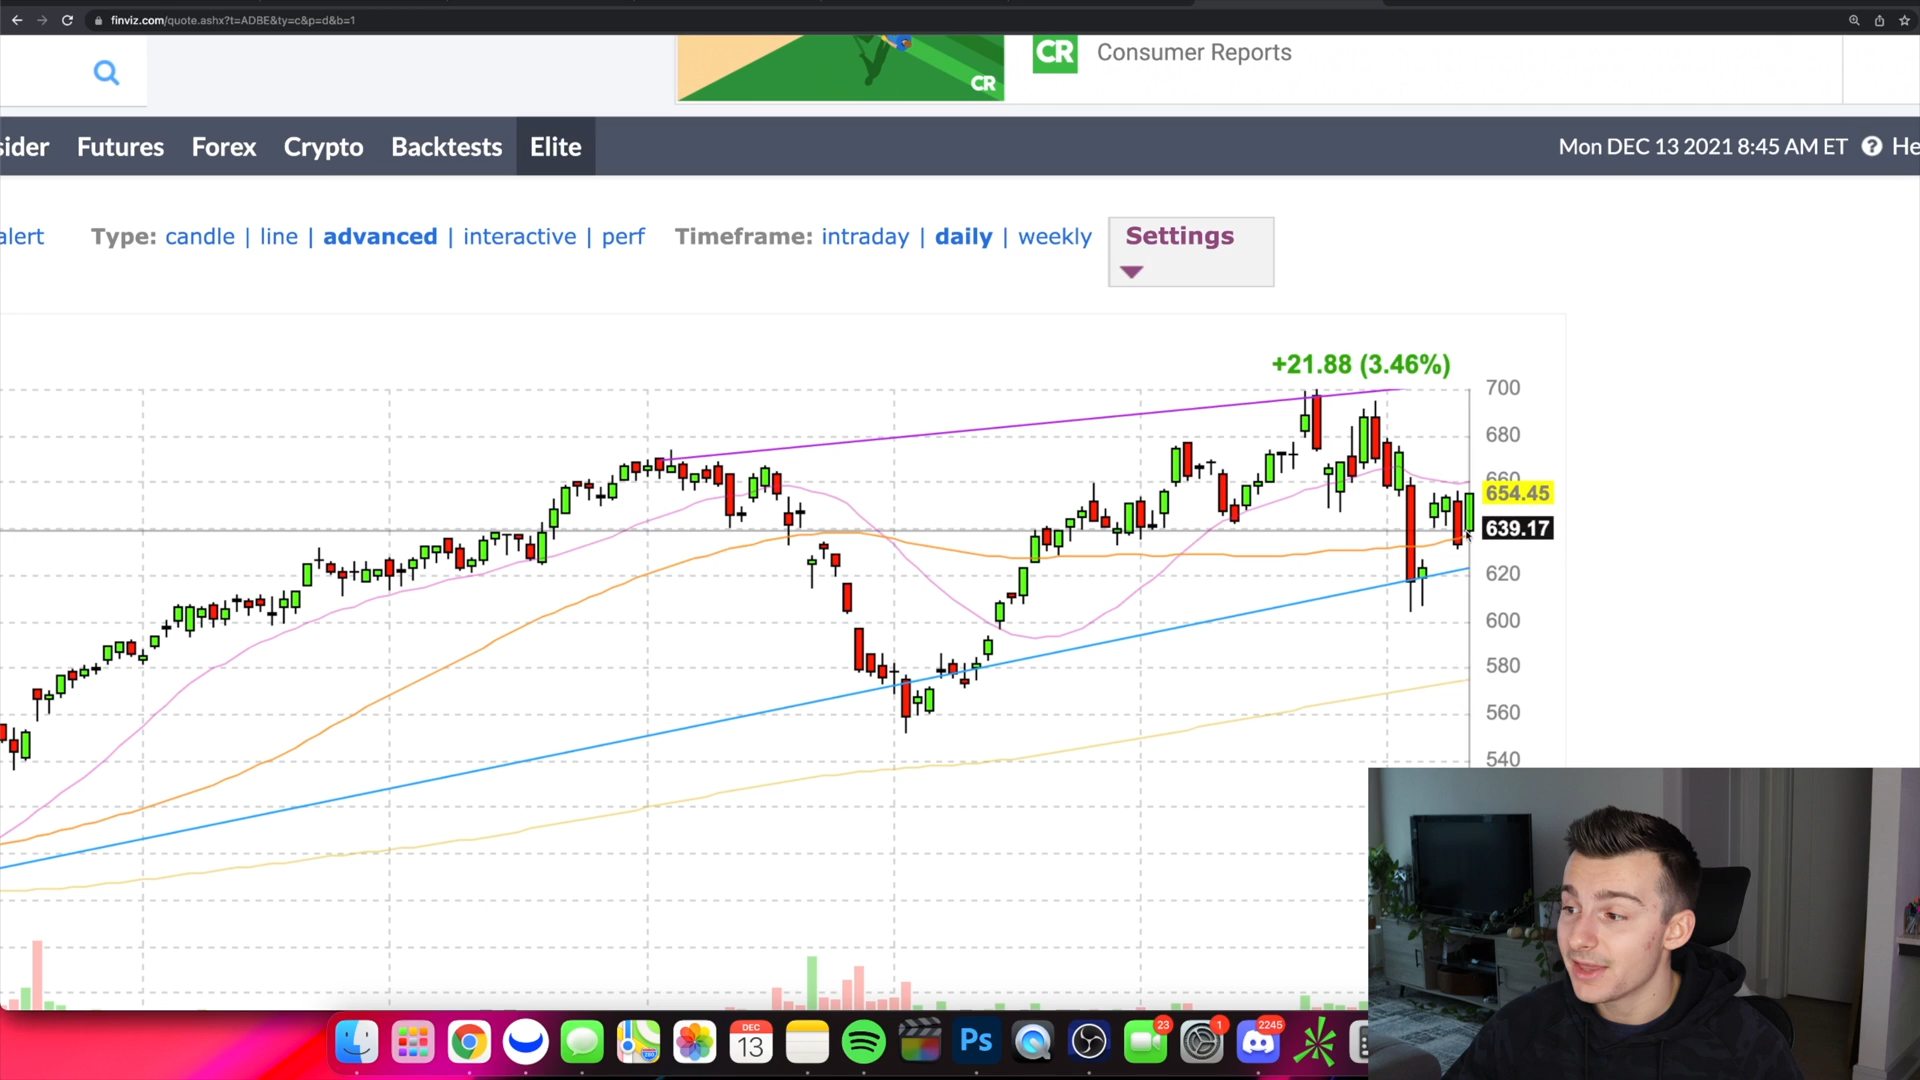 finviz.com/quote.ashx?t=ADBE&ty=c&p=d&b=1
CR
CR Consumer Reports
sider Futures Forex Crypto Backtests Elite
Mon DEC 13 2021 8:45 AM ET ? He
alert Type: candle | line | advanced | interactive | perf Timeframe: intraday | daily | weekly Settings
+21.88 (3.46%)
700
680
660
654.45
639.17
620
600
580
560
540
DEC
13
Ps
23
1
2245